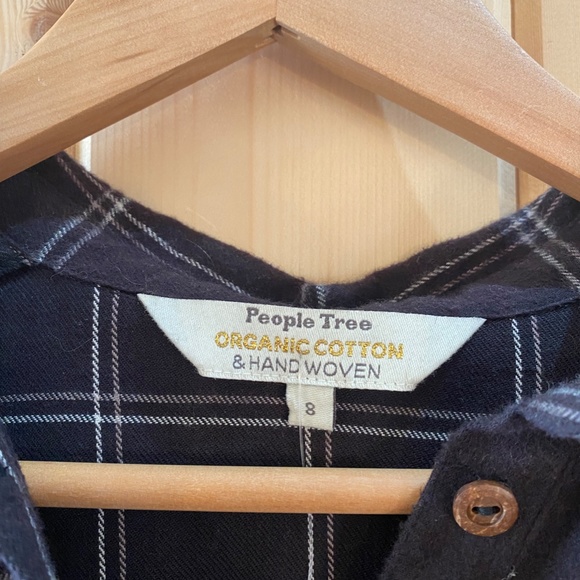 People Tree
ORGANIC COTTON
& HAND WOVEN
8